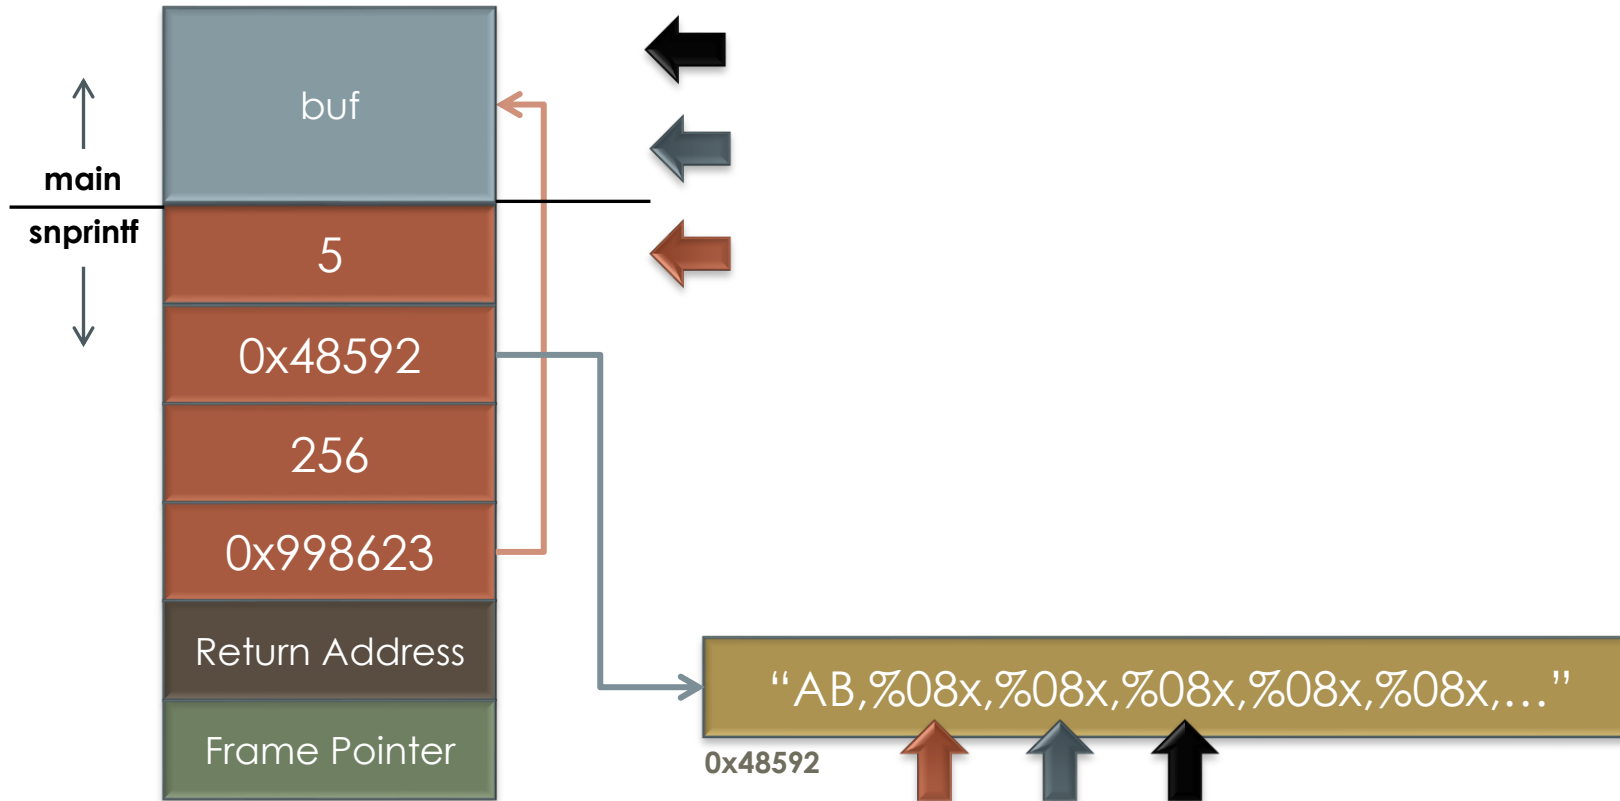 buf
main
snprintf
5
0x48592
256
0x998623
Return Address
Frame Pointer
“AB,%08x,%08x,%08x,%08x,%08x,…”
0x48592